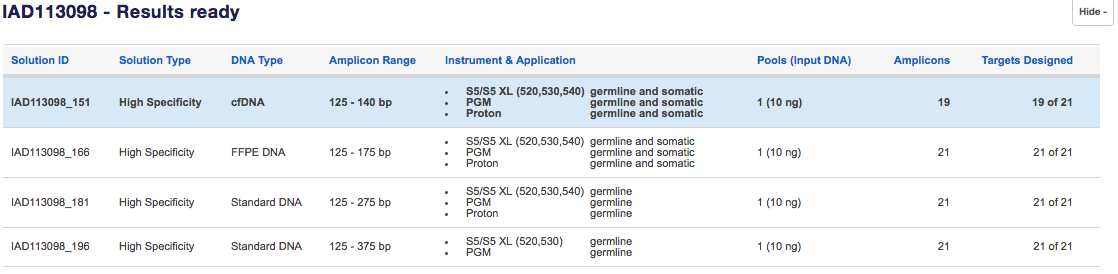 IAD113098 - Results ready
Hide -
Solution ID Solution Type DNA Type Amplicon Range Instrument & Application Pools (Input DNA) Amplicons Targets Designed
• S5/S5 XL (520,530,540) germline and somatic
IAD113098_151 High Specificity cfDNA 125 - 140 bp • PGM germline and somatic 1 (10 ng) 19 19 of 21
• Proton germline and somatic
• S5/S5 XL (520,530,540) germline and somatic
IAD113098_166 High Specificity FFPE DNA 125 - 175 bp • PGM germline and somatic 1 (10 ng) 21 21 of 21
• Proton germline and somatic
• S5/S5 XL (520,530,540) germline
IAD113098_181 High Specificity Standard DNA 125 - 275 bp • PGM germline 1 (10 ng) 21 21 of 21
• Proton germline
• S5/S5 XL (520,530) germline
IAD113098_196 High Specificity Standard DNA 125 - 375 bp 1 (10 ng) 21 21 of 21
• PGM germline